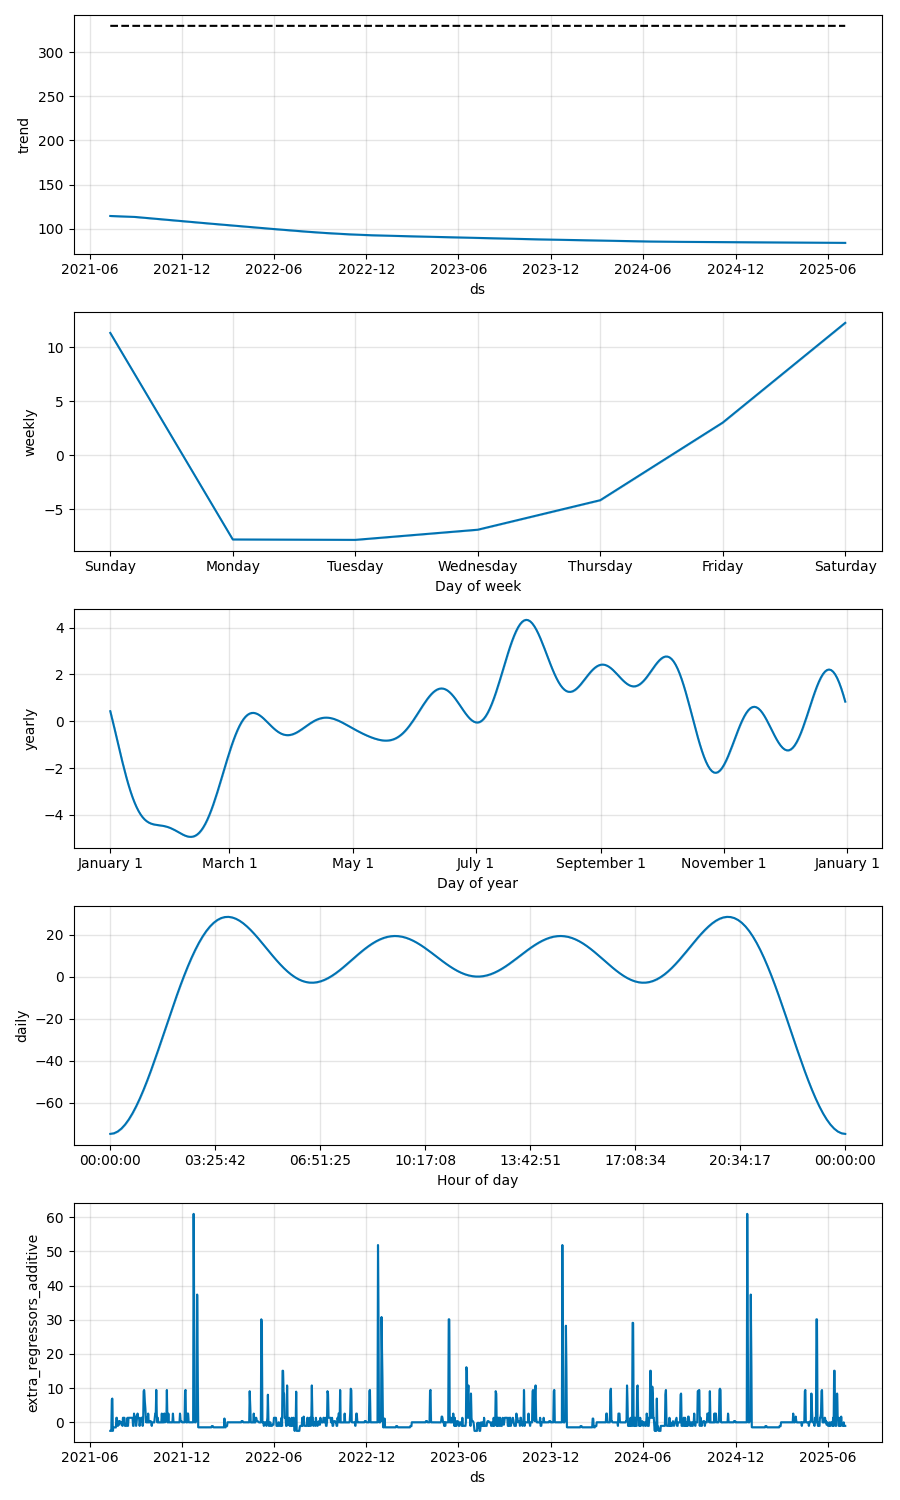 300
250
200
150
100
trend
2021-06 2021-12 2022-06 2022-12 2023-06 2023-12 2024-06 2024-12 2025-06
ds
10
5
0
−5
weekly
Sunday Monday Tuesday Wednesday Thursday Friday Saturday
Day of week
4
2
0
−2
−4
yearly
January 1 March 1 May 1 July 1 September 1 November 1 January 1
Day of year
20
0
−20
−40
−60
daily
00:00:00 03:25:42 06:51:25 10:17:08 13:42:51 17:08:34 20:34:17 00:00:00
Hour of day
60
50
40
30
20
10
0
extra_regressors_additive
2021-06 2021-12 2022-06 2022-12 2023-06 2023-12 2024-06 2024-12 2025-06
ds